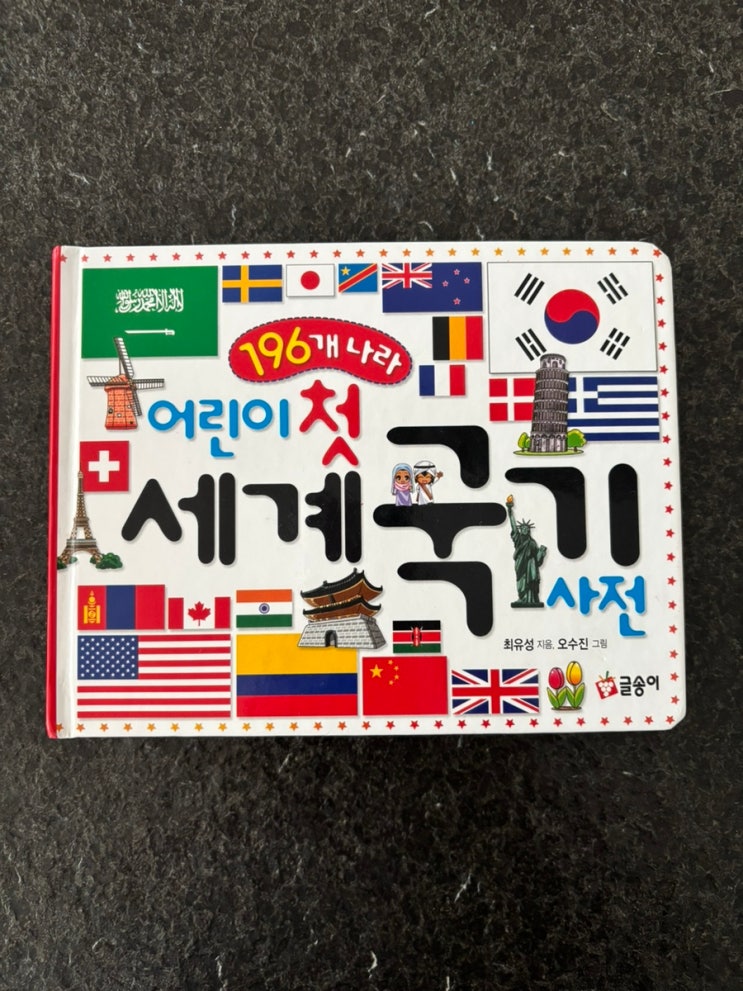 196개 나라
어린이 첫
세계 국기
사전
최유성 지음. 오수진 그림
글송이